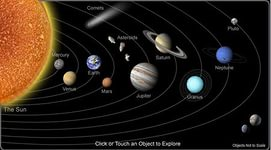 Comets
Pluto
Asteroids
Mercury
Earth
Saturn
Neptune
Venus
Mars
Jupiter
Uranus
The Sun
Click or Touch an Object to Explore
Objects Not to Scale